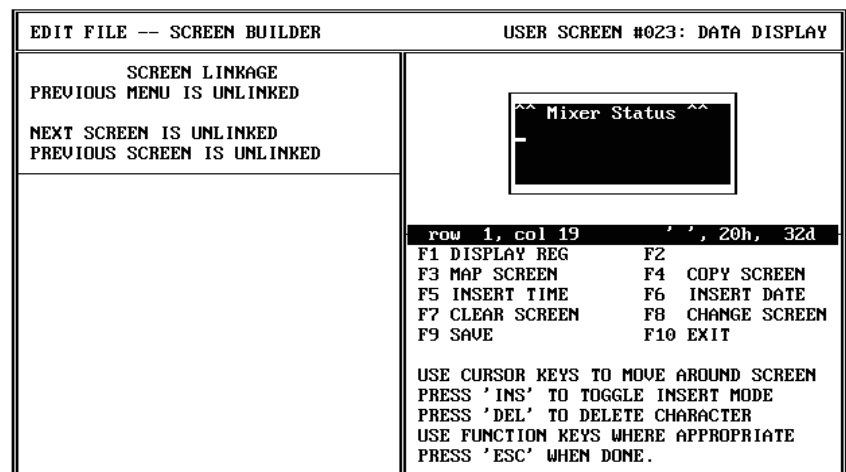 EDIT FILE -- SCREEN BUILDER
USER SCREEN #023: DATA DISPLAY
SCREEN LINKAGE
PREVIOUS MENU IS UNLINKED
NEXT SCREEN IS UNLINKED
PREVIOUS SCREEN IS UNLINKED
^^ Mixer Status ^^
row 1, col 19 ' ', 20h, 32d
F1 DISPLAY REG F2
F3 MAP SCREEN F4 COPY SCREEN
F5 INSERT TIME F6 INSERT DATE
F7 CLEAR SCREEN F8 CHANGE SCREEN
F9 SAVE F10 EXIT
USE CURSOR KEYS TO MOVE AROUND SCREEN
PRESS 'INS' TO TOGGLE INSERT MODE
PRESS 'DEL' TO DELETE CHARACTER
USE FUNCTION KEYS WHERE APPROPRIATE
PRESS 'ESC' WHEN DONE.